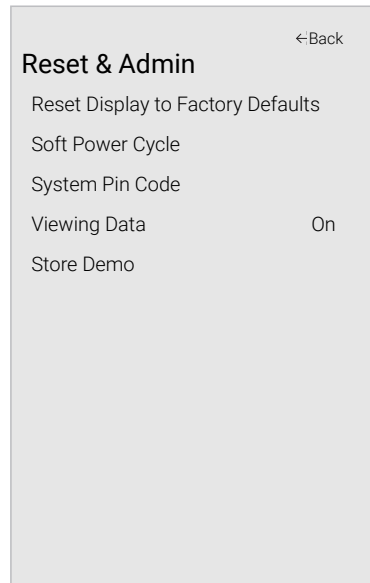 ←Back
Reset & Admin
Reset Display to Factory Defaults
Soft Power Cycle
System Pin Code
Viewing Data On
Store Demo